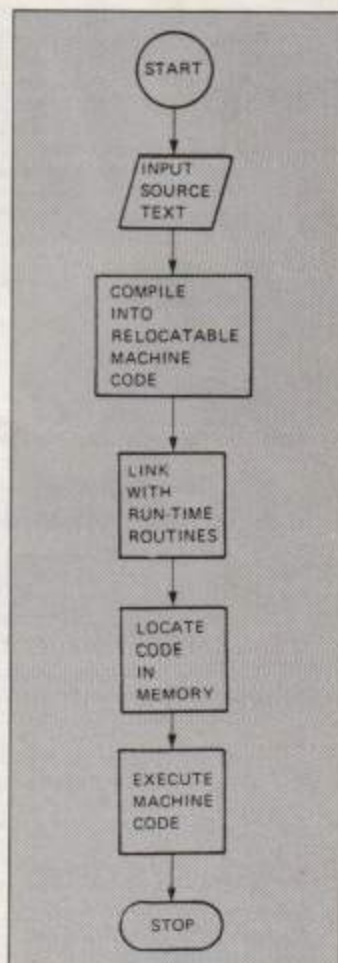 START
INPUT
SOURCE
TEXT
COMPILE
INTO
RELOCATABLE
MACHINE
CODE
LINK
WITH
RUN-TIME
ROUTINES
LOCATE
CODE
IN
MEMORY
EXECUTE
MACHINE
CODE
STOP